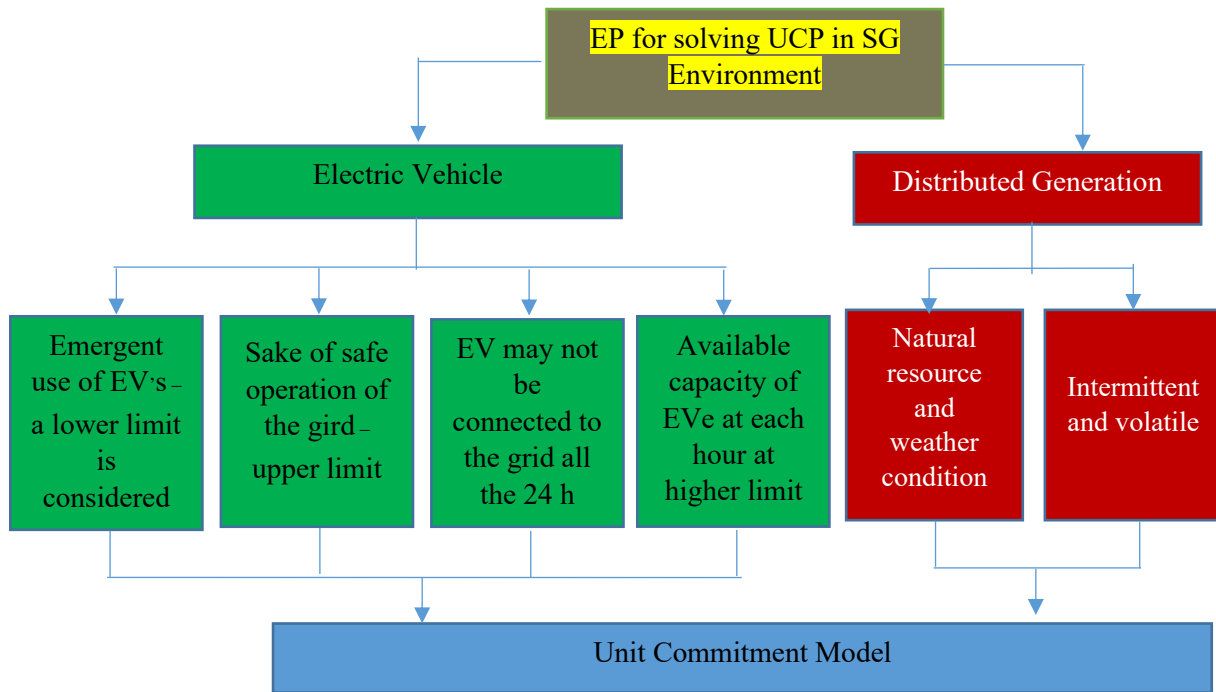 EP for solving UCP in SG
Environment
Electric Vehicle
Distributed Generation
Emergent
use of EV's –
a lower limit
is
considered
Sake of safe
operation of
the gird –
upper limit
EV may not
be
connected to
the grid all
the 24 h
Available
capacity of
EVe at each
hour at
higher limit
Natural
resource
and
weather
condition
Intermittent
and volatile
Unit Commitment Model